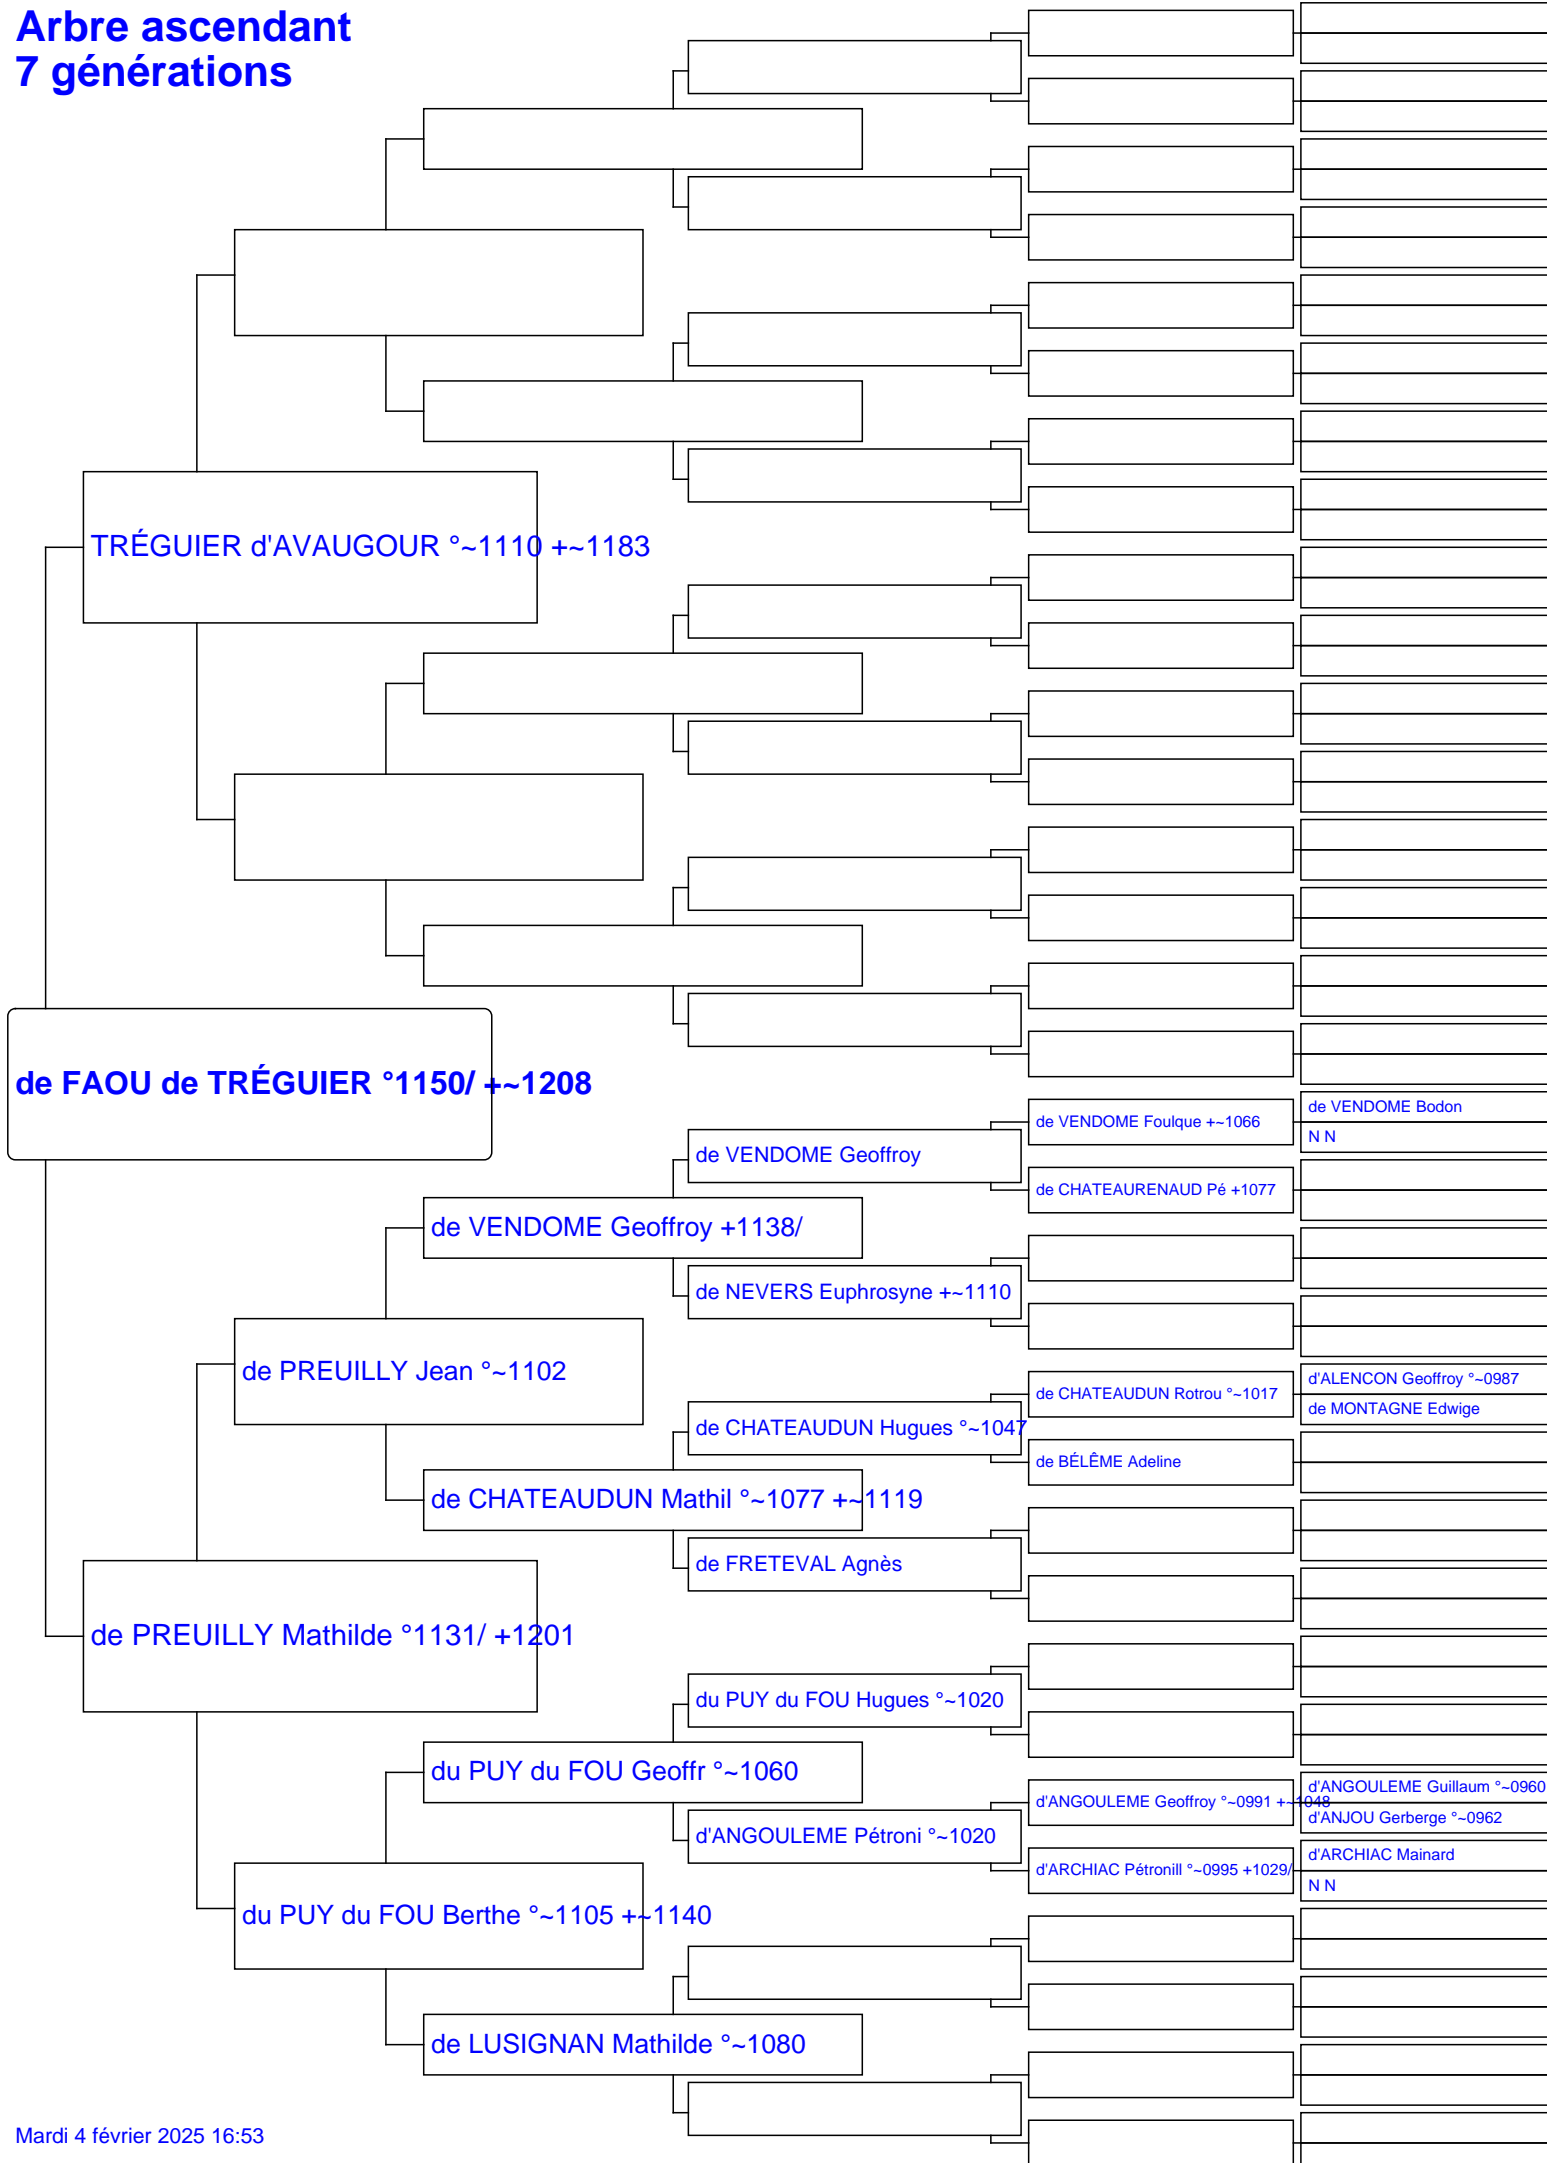 Arbre ascendant
7 générations
TRÉGUIER d'AVAUGOUR °~1110 +~1183
de FAOU de TRÉGUIER °1150/ +~1208
de VENDOME Bodon
de VENDOME Foulque +~1066
N N
de VENDOME Geoffroy
de CHATEAURENAUD Pé +1077
de VENDOME Geoffroy +1138/
de NEVERS Euphrosyne +~1110
de PREUILLY Jean °~1102
d'ALENCON Geoffroy °~0987
de CHATEAUDUN Rotrou °~1017
de MONTAGNE Edwige
de CHATEAUDUN Hugues °~1047
de BÉLÊME Adeline
de CHATEAUDUN Mathil °~1077 +~1119
de FRETEVAL Agnès
de PREUILLY Mathilde °1131/ +1201
du PUY du FOU Hugues °~1020
du PUY du FOU Geoffr °~1060
d'ANGOULEME Guillaum °~0960
d'ANGOULEME Geoffroy °~0991 +~1048
d'ANJOU Gerberge °~0962
d'ANGOULEME Pétroni °~1020
d'ARCHIAC Mainard
d'ARCHIAC Pétronill °~0995 +1029/
N N
du PUY du FOU Berthe °~1105 +~1140
de LUSIGNAN Mathilde °~1080
Mardi 4 février 2025 16:53